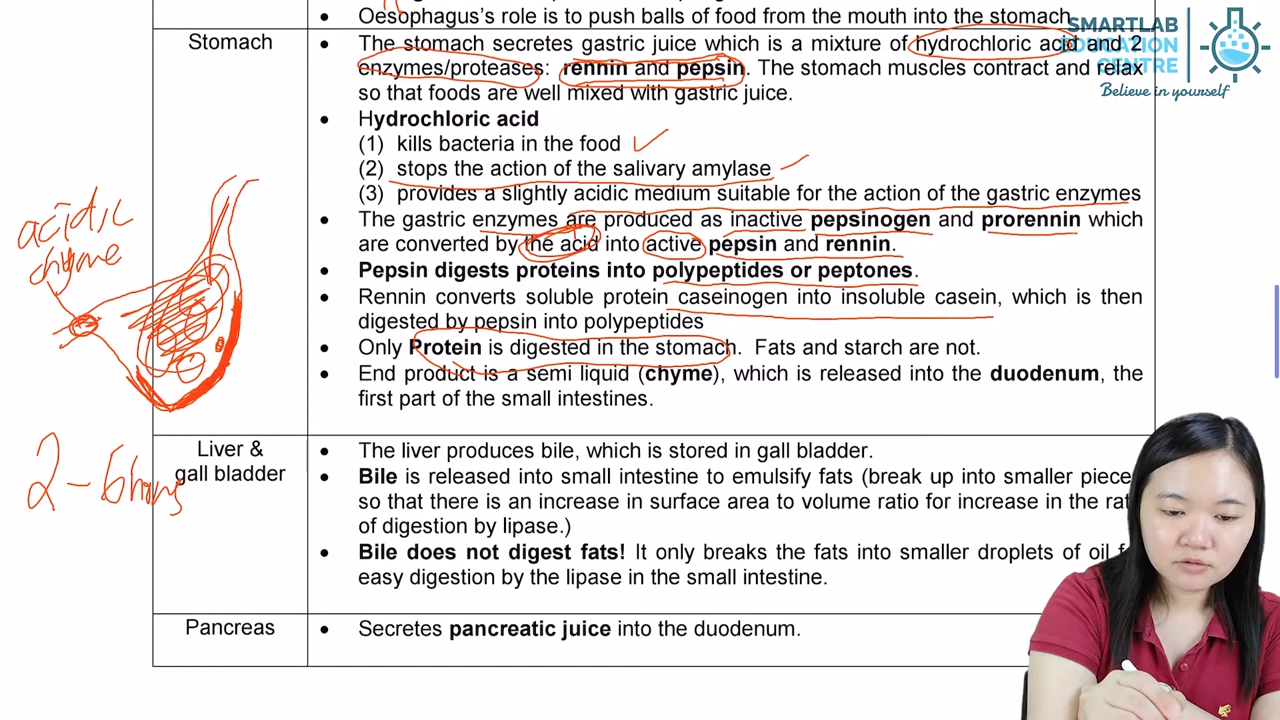 Oesophagus's role is to push balls of food from the mouth into the stomach
SMARTLAB
EDUCATION
CENTRE
Believe in yourself
Stomach
• The stomach secretes gastric juice which is a mixture of hydrochloric acid and 2
enzymes/proteases: rennin and pepsin. The stomach muscles contract and relax
so that foods are well mixed with gastric juice.
• Hydrochloric acid
(1) kills bacteria in the food
(2) stops the action of the salivary amylase
(3) provides a slightly acidic medium suitable for the action of the gastric enzymes
• The gastric enzymes are produced as inactive pepsinogen and prorennin which
are converted by the acid into active pepsin and rennin.
• Pepsin digests proteins into polypeptides or peptones.
• Rennin converts soluble protein caseinogen into insoluble casein, which is then
digested by pepsin into polypeptides
• Only Protein is digested in the stomach. Fats and starch are not.
• End product is a semi liquid (chyme), which is released into the duodenum, the
first part of the small intestines.
acidic
chyme
2 - 6 hours
Liver &
gall bladder
• The liver produces bile, which is stored in gall bladder.
• Bile is released into small intestine to emulsify fats (break up into smaller piece
so that there is an increase in surface area to volume ratio for increase in the rat
of digestion by lipase.)
• Bile does not digest fats! It only breaks the fats into smaller droplets of oil f
easy digestion by the lipase in the small intestine.
Pancreas
• Secretes pancreatic juice into the duodenum.